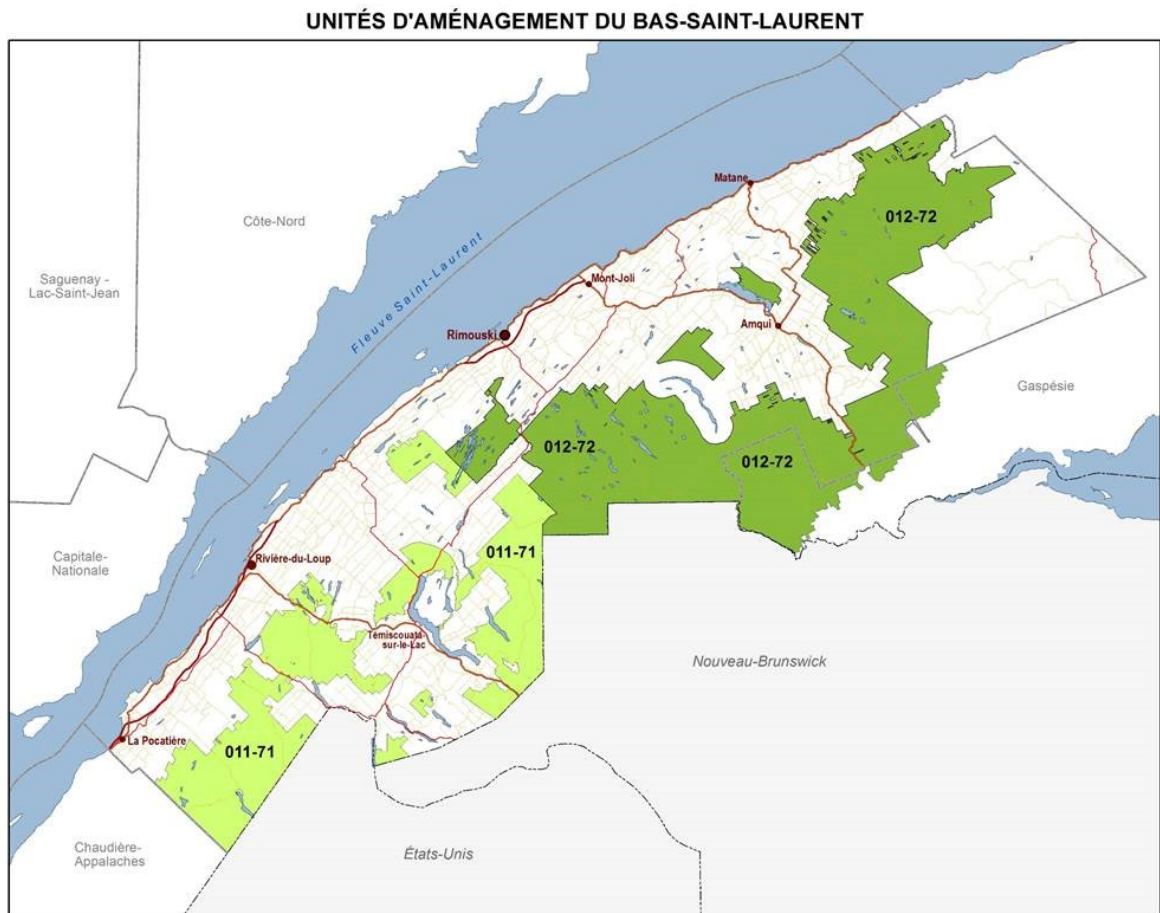 UNITÉS D'AMÉNAGEMENT DU BAS-SAINT-LAURENT
012-72
Matane
Côte-Nord
Fleuve Saint-Laurent
Saguenay -
Lac-Saint-Jean
Mont-Joli
Rimouski
Amqui
Gaspésie
012-72
012-72
011-71
Capitale-
Nationale
Rivière-du-Loup
Témiscouata-
sur-le-Lac
Nouveau-Brunswick
La Pocatière
011-71
Chaudière-
Appalaches
États-Unis